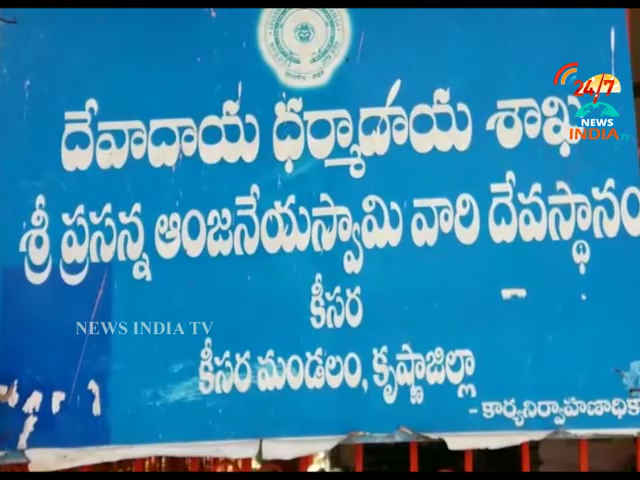 దేవాదాయ ధర్మాదాయ శాఖ
24/7
NEWS
INDIA TV
శ్రీ ప్రసన్న ఆంజనేయస్వామి వారి దేవస్థానం
కీసర
NEWS INDIA TV
కీసర మండలం, కృష్ణాజిల్లా
- కార్యనిర్వాహణాధికా